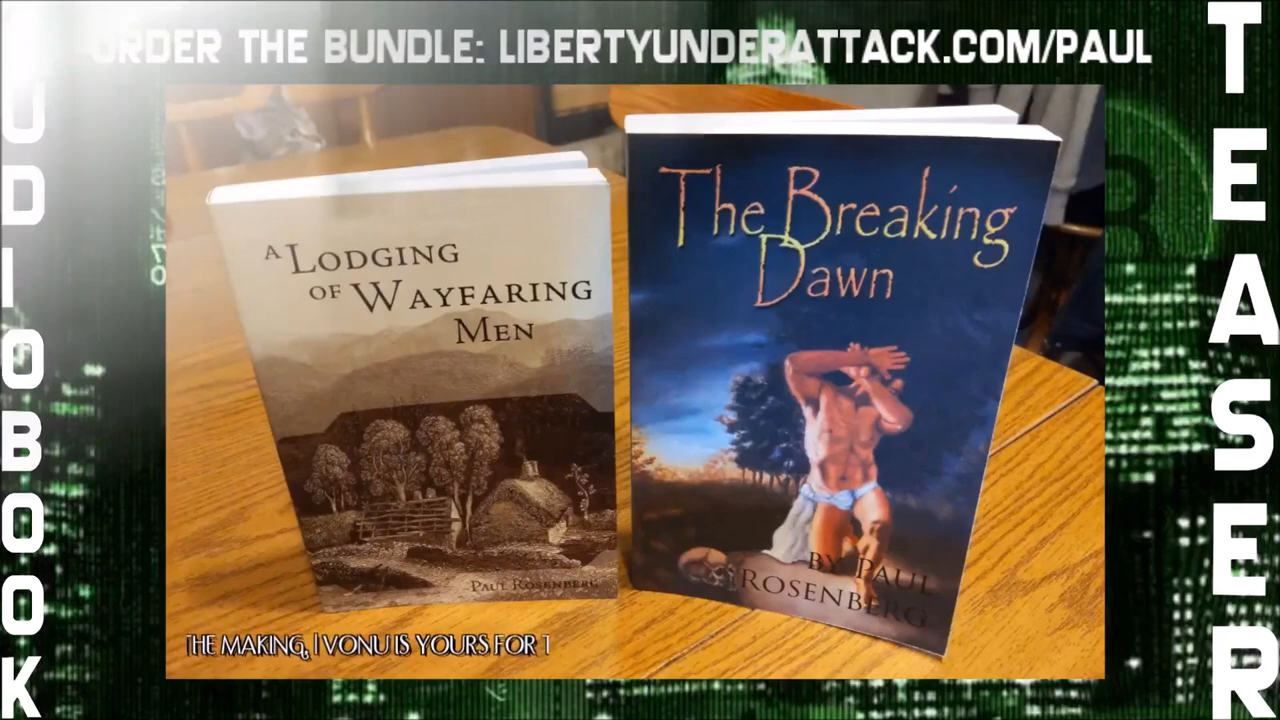 ORDER THE BUNDLE: LIBERTYUNDERATTACK.COM/PAUL
UDIOBOOK
TEASER
A LODGING
OF WAYFARING
MEN
PAUL ROSENBERG
The Breaking
Dawn
BY PAUL
ROSENBERG
THE MAKING, | VONU IS YOURS FOR T